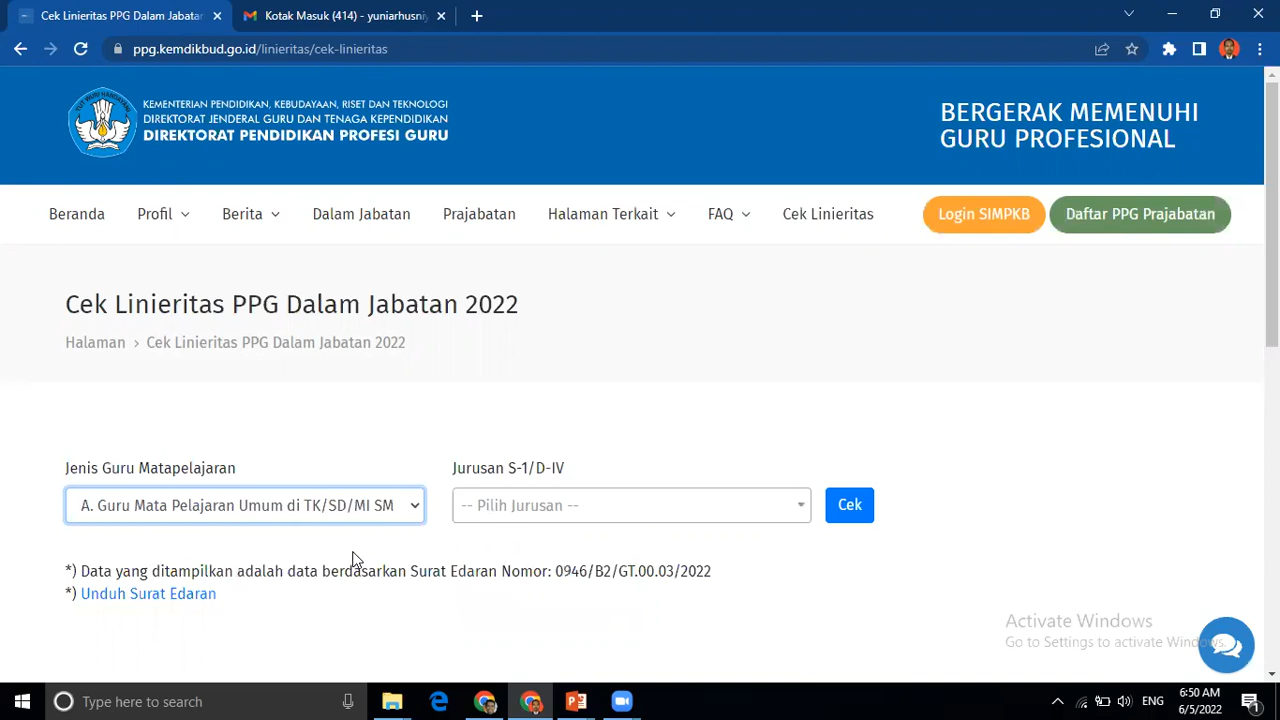 Cek Linieritas PPG Dalam Jabatan
Kotak Masuk (414) - yuniarhusniy
ppg.kemdikbud.go.id/linieritas/cek-linieritas
KEMENTERIAN PENDIDIKAN, KEBUDAYAAN, RISET DAN TEKNOLOGI
DIREKTORAT JENDERAL GURU DAN TENAGA KEPENDIDIKAN
DIREKTORAT PENDIDIKAN PROFESI GURU
BERGERAK MEMENUHI
GURU PROFESIONAL
Beranda Profil Berita Dalam Jabatan Prajabatan Halaman Terkait FAQ Cek Linieritas Login SIMPKB Daftar PPG Prajabatan
Cek Linieritas PPG Dalam Jabatan 2022
Halaman › Cek Linieritas PPG Dalam Jabatan 2022
Jenis Guru Matapelajaran Jurusan S-1/D-IV
A. Guru Mata Pelajaran Umum di TK/SD/MI SM -- Pilih Jurusan -- Cek
*) Data yang ditampilkan adalah data berdasarkan Surat Edaran Nomor: 0946/B2/GT.00.03/2022
*) Unduh Surat Edaran
Activate Windows
Go to Settings to activate Windows.
Type here to search
ENG
6:50 AM
6/5/2022
1